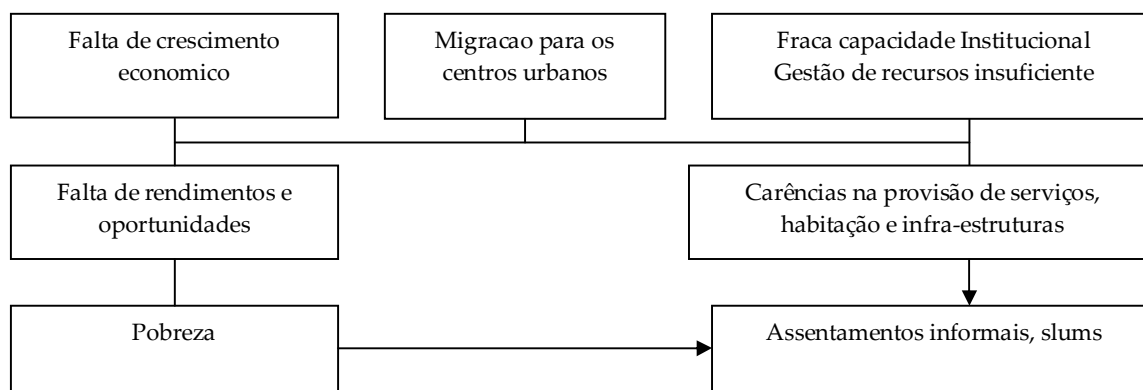 Falta de crescimento
economico
Migracao para os
centros urbanos
Fraca capacidade Institucional
Gestão de recursos insuficiente
Falta de rendimentos e
oportunidades
Carências na provisão de serviços,
habitação e infra-estruturas
Pobreza
Assentamentos informais, slums